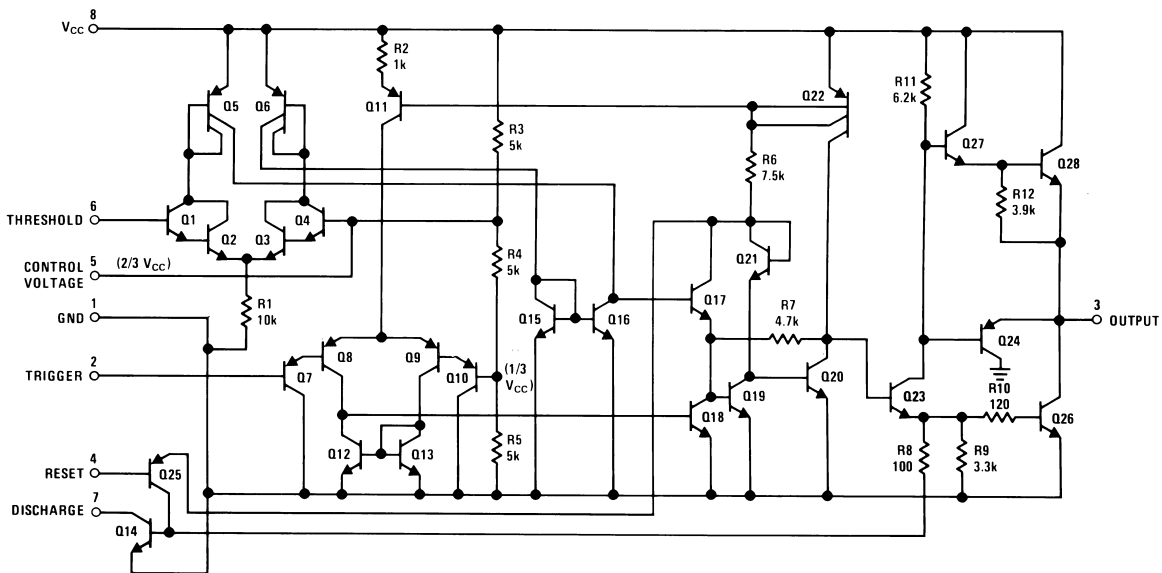 8
VCC
R2
1k
R11
6.2k
Q5
Q6
Q11
Q22
Q27
Q28
R3
5k
R6
7.5k
R12
3.9k
6
THRESHOLD
Q1
Q2
Q3
Q4
5
CONTROL
VOLTAGE
(2/3 VCC)
R4
5k
Q21
1
GND
R1
10k
Q15
Q16
Q17
R7
4.7k
3
OUTPUT
Q24
2
TRIGGER
Q7
Q8
Q9
Q10
(1/3
VCC)
Q18
Q19
Q20
Q23
R10
120
Q26
Q12
Q13
R5
5k
R8
100
R9
3.3k
4
RESET
Q25
7
DISCHARGE
Q14